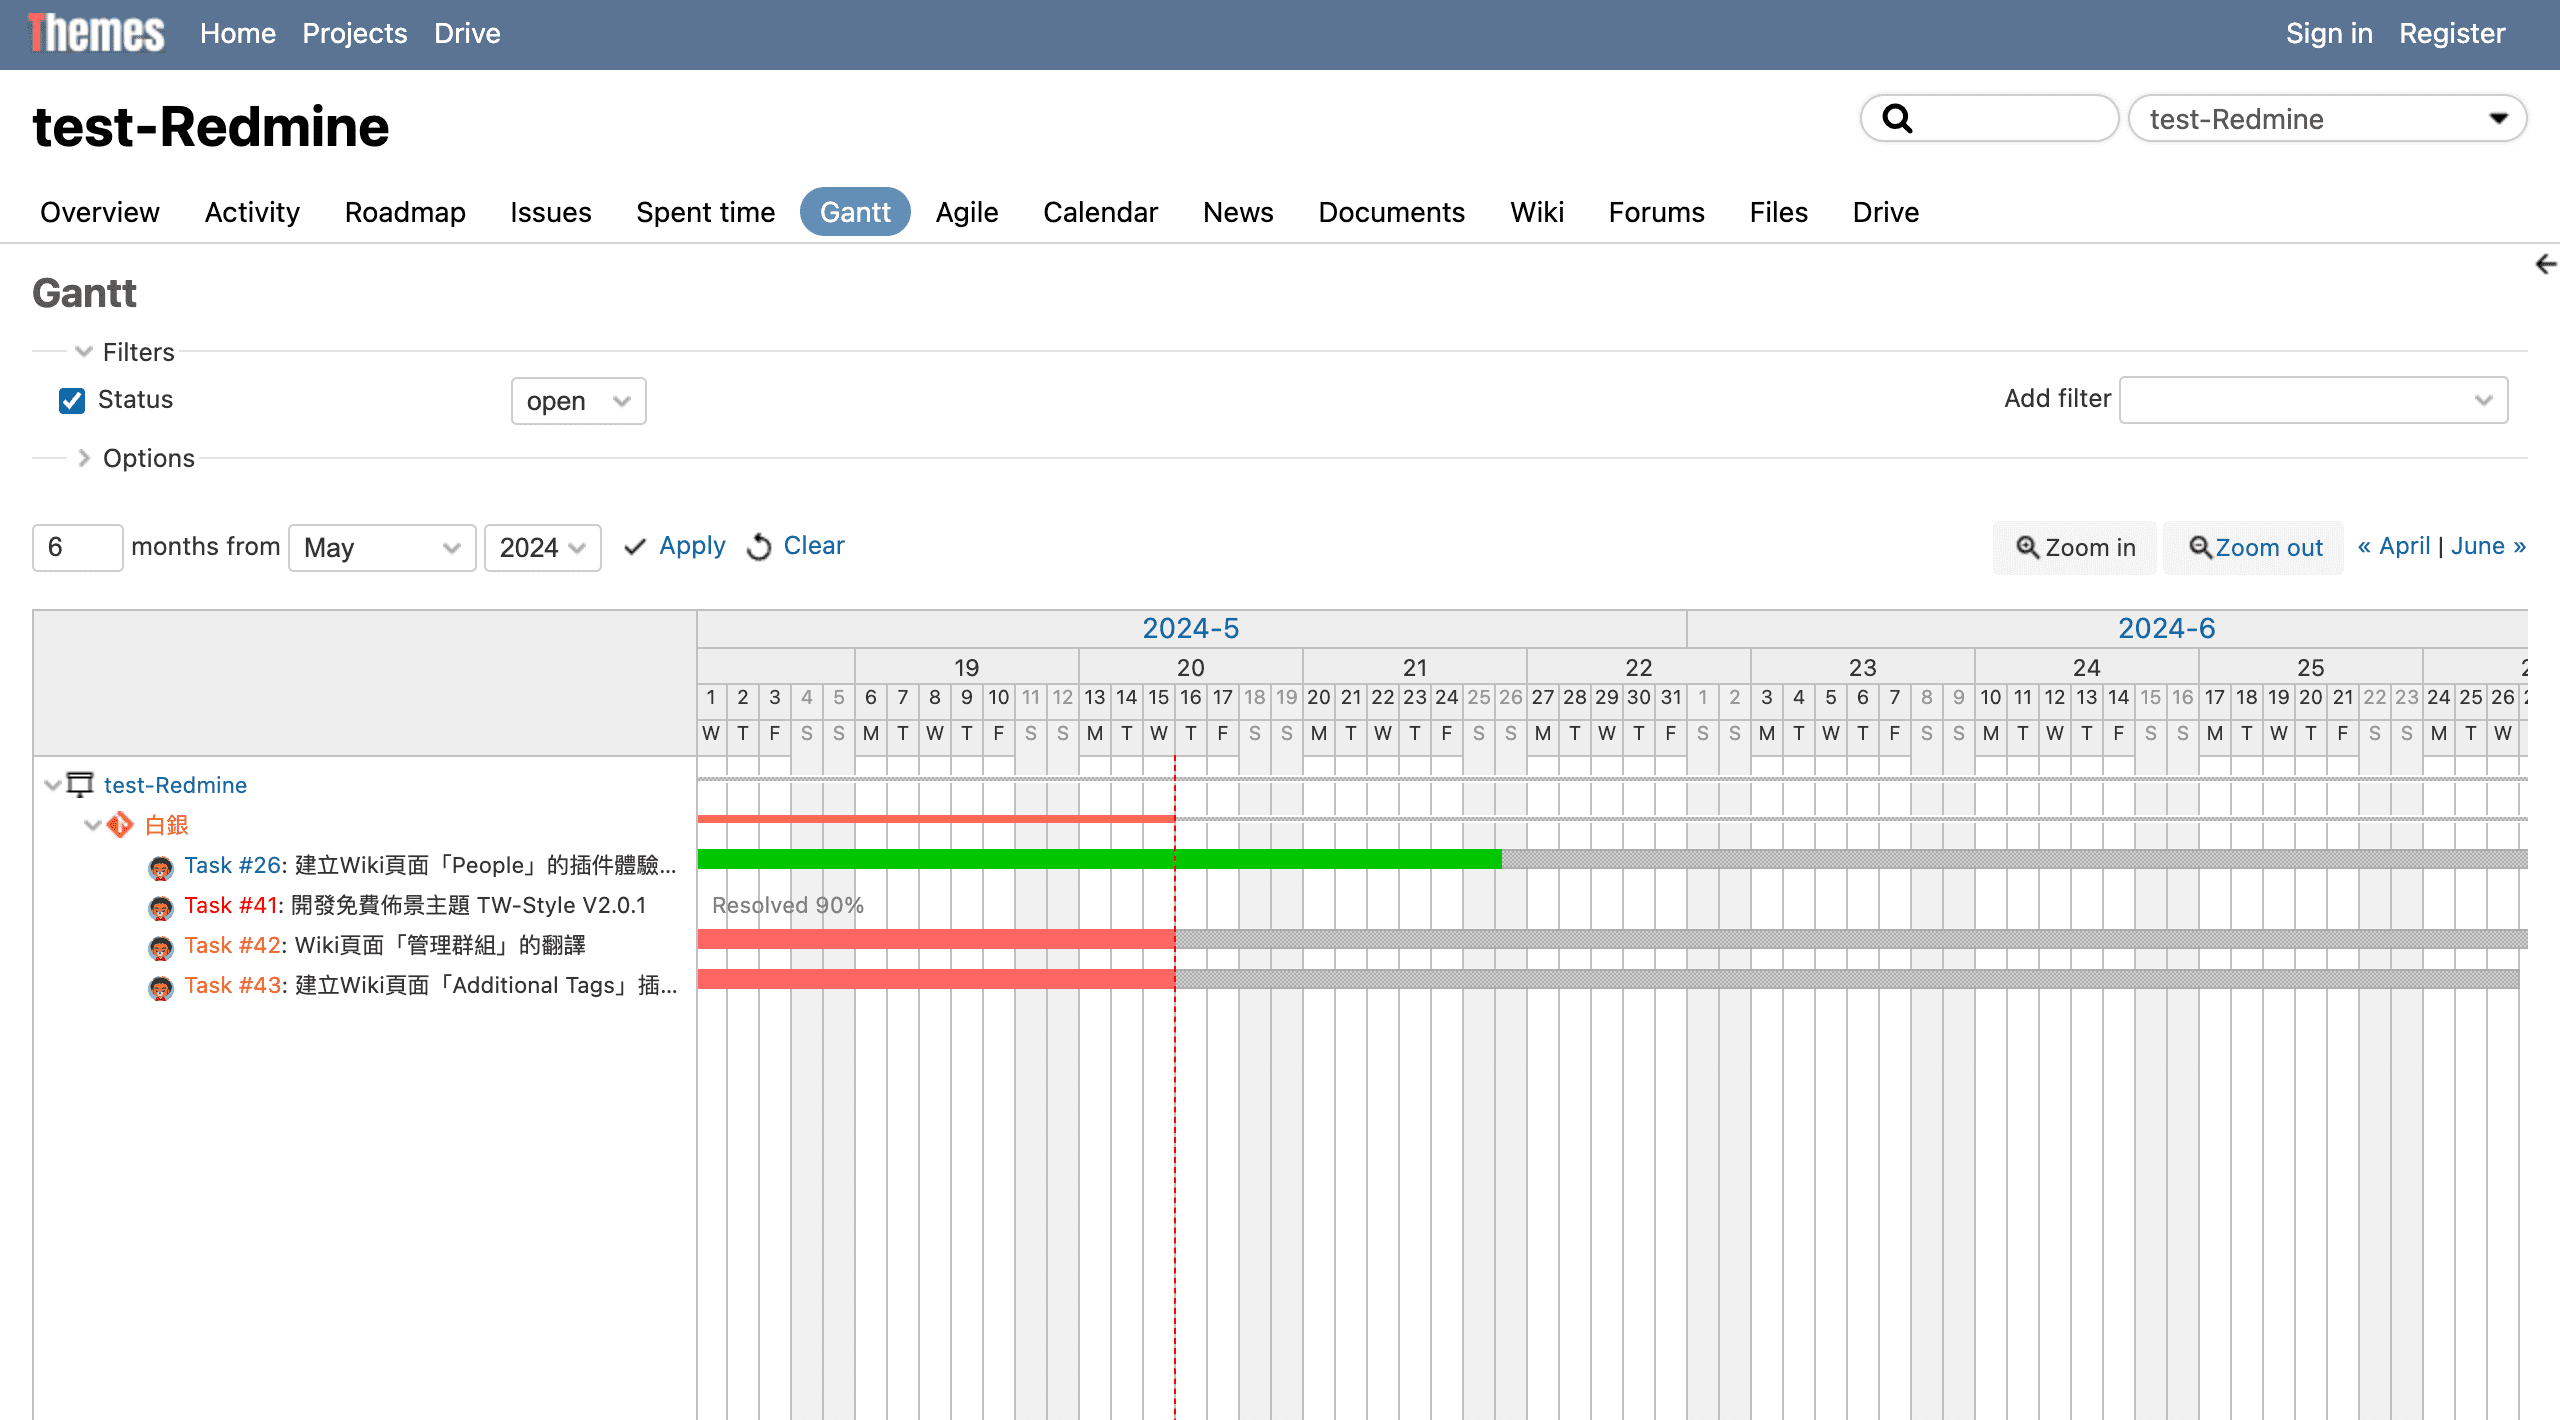 Themes Home Projects Drive Sign in Register
test-Redmine
test-Redmine
Overview Activity Roadmap Issues Spent time Gantt Agile Calendar News Documents Wiki Forums Files Drive
Gantt
Filters
Status open Add filter
Options
6 months from May 2024 Apply Clear Zoom in Zoom out « April | June »
2024-5 2024-6
19 20 21 22 23 24 25
1 2 3 4 5 6 7 8 9 10 11 12 13 14 15 16 17 18 19 20 21 22 23 24 25 26 27 28 29 30 31 1 2 3 4 5 6 7 8 9 10 11 12 13 14 15 16 17 18 19 20 21 22 23 24 25 26
W T F S S M T W T F S S M T W T F S S M T W T F S S M T W T F S S M T W T F S S M T W T F S S M T W T F S S M T W
test-Redmine
白銀
Task #26: 建立Wiki頁面「People」的插件體驗...
Task #41: 開發免費佈景主題 TW-Style V2.0.1 Resolved 90%
Task #42: Wiki頁面「管理群組」的翻譯
Task #43: 建立Wiki頁面「Additional Tags」插...